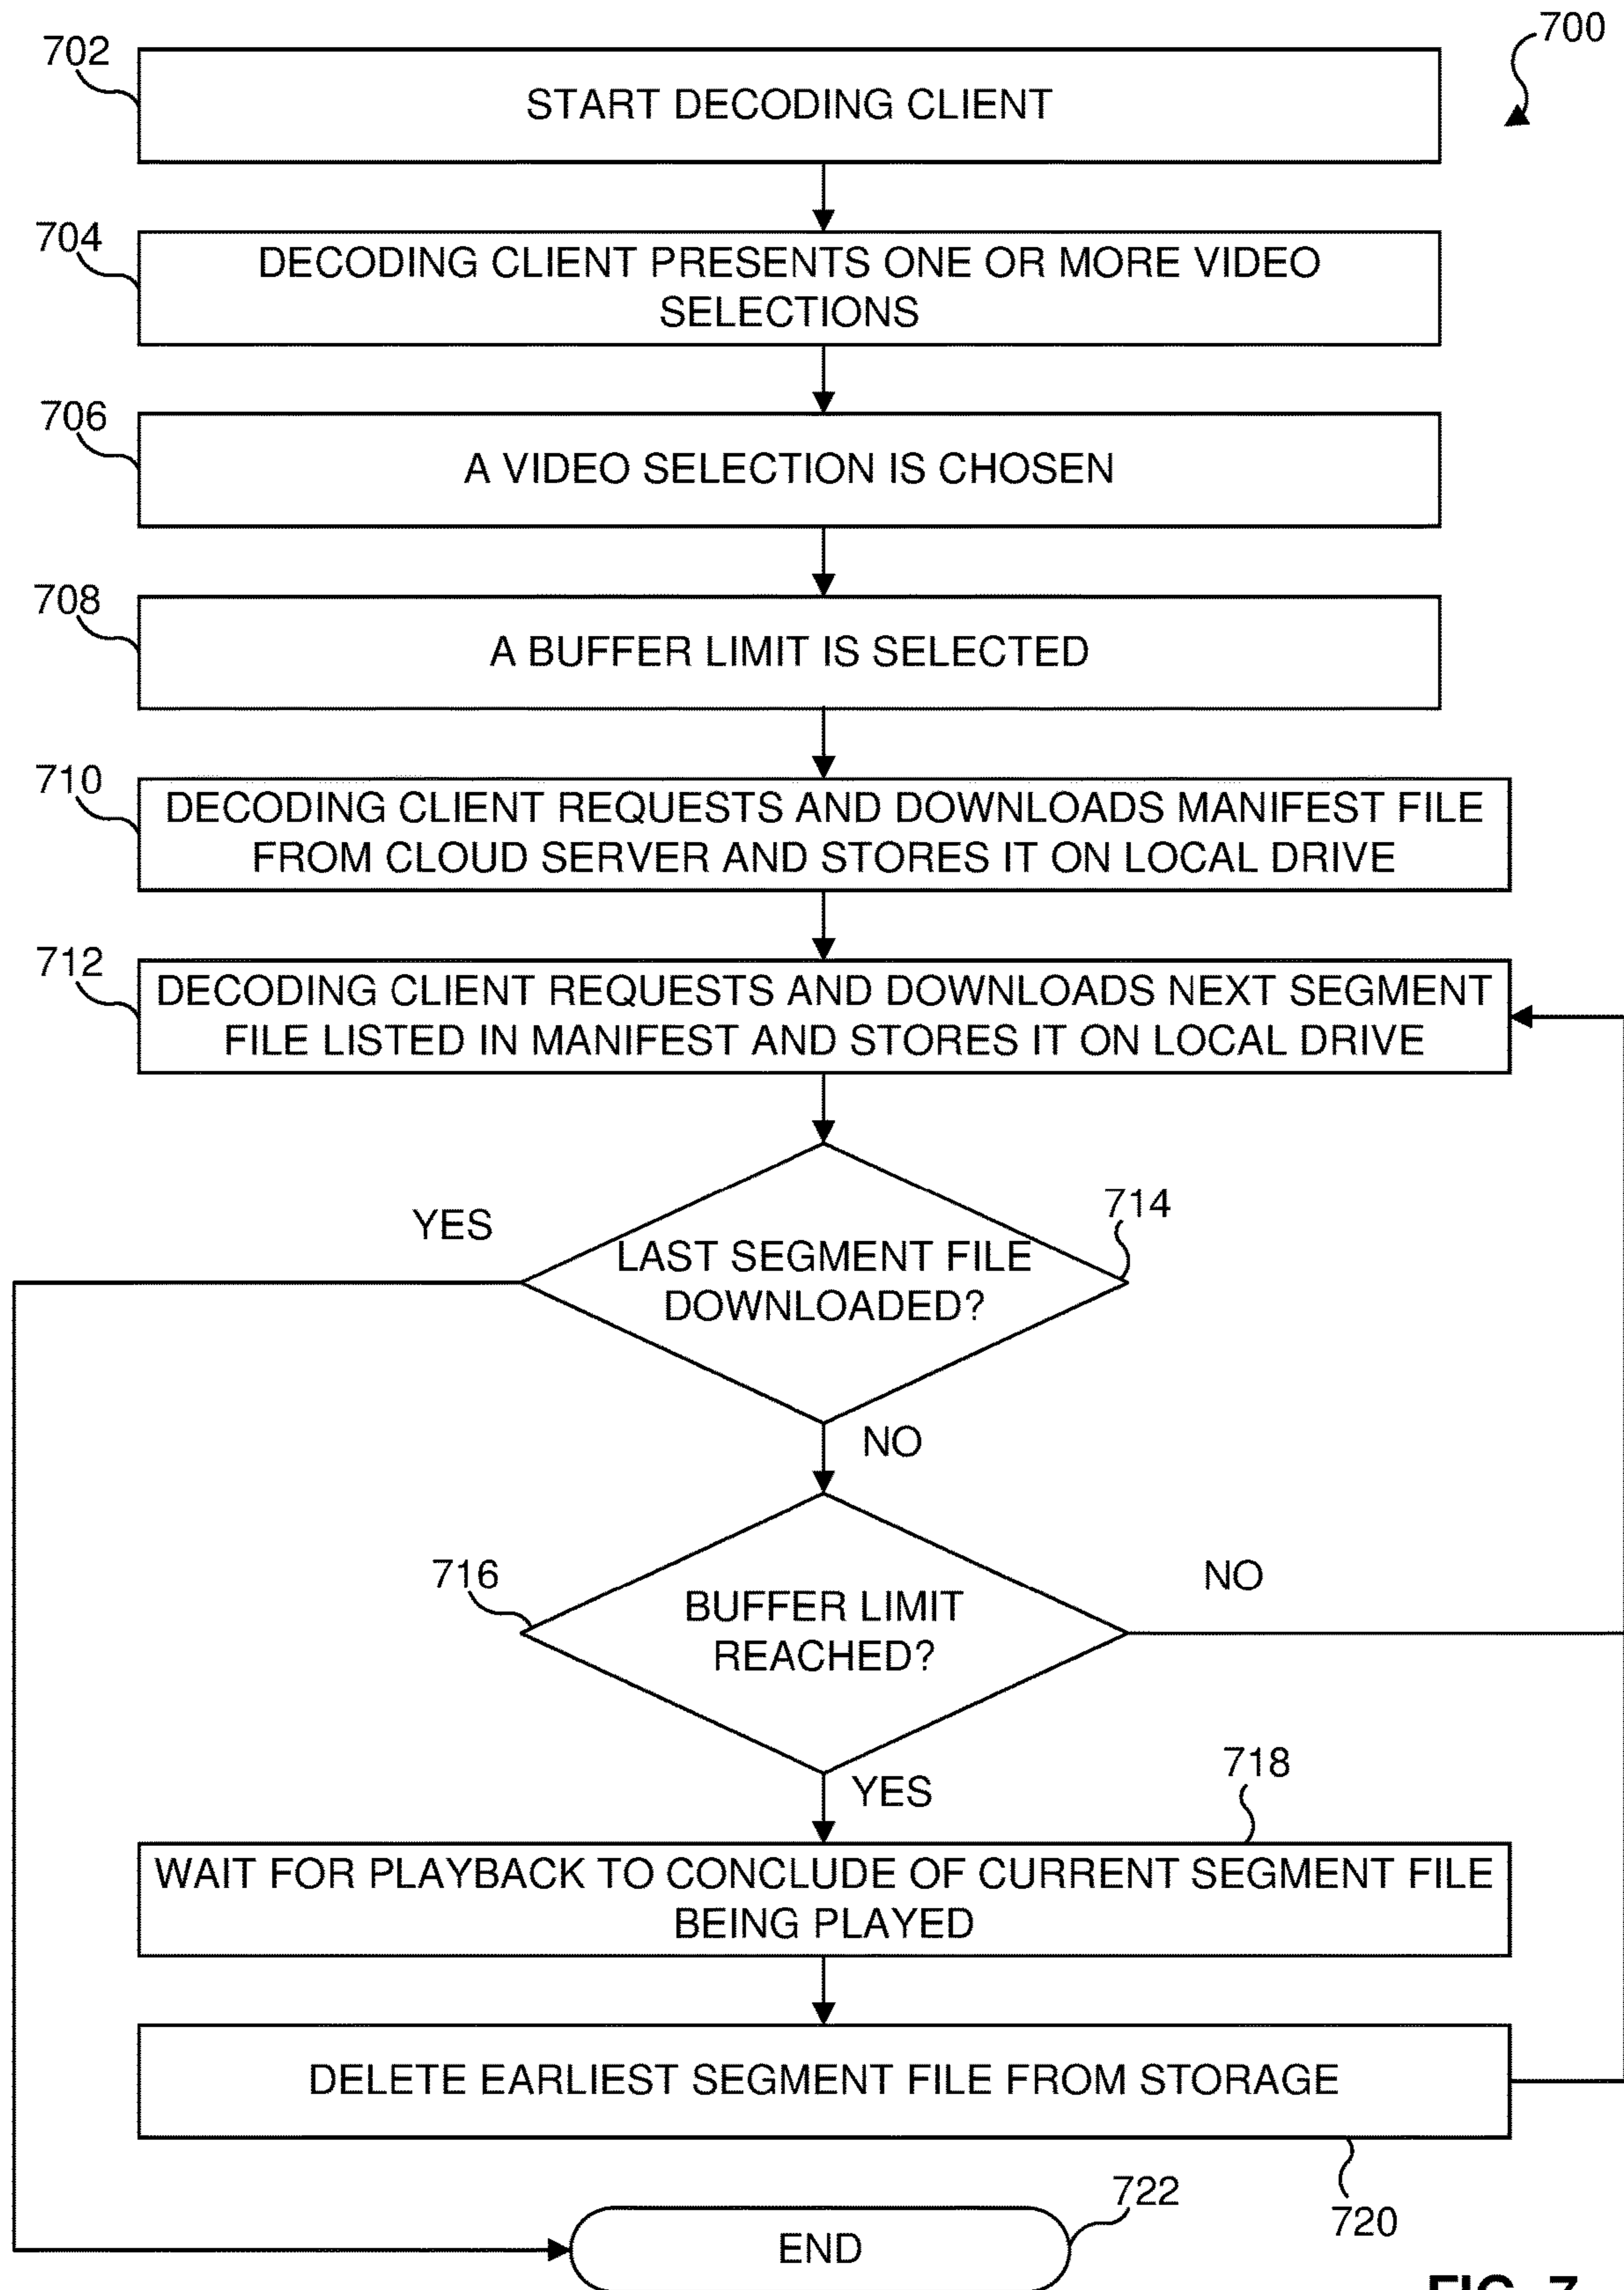 700
702
START DECODING CLIENT
704
DECODING CLIENT PRESENTS ONE OR MORE VIDEO
SELECTIONS
706
A VIDEO SELECTION IS CHOSEN
708
A BUFFER LIMIT IS SELECTED
710
DECODING CLIENT REQUESTS AND DOWNLOADS MANIFEST FILE
FROM CLOUD SERVER AND STORES IT ON LOCAL DRIVE
712
DECODING CLIENT REQUESTS AND DOWNLOADS NEXT SEGMENT
FILE LISTED IN MANIFEST AND STORES IT ON LOCAL DRIVE
714
YES
LAST SEGMENT FILE
DOWNLOADED?
NO
716
NO
BUFFER LIMIT
REACHED?
YES
718
WAIT FOR PLAYBACK TO CONCLUDE OF CURRENT SEGMENT FILE
BEING PLAYED
DELETE EARLIEST SEGMENT FILE FROM STORAGE
720
722
END
FIG. 7